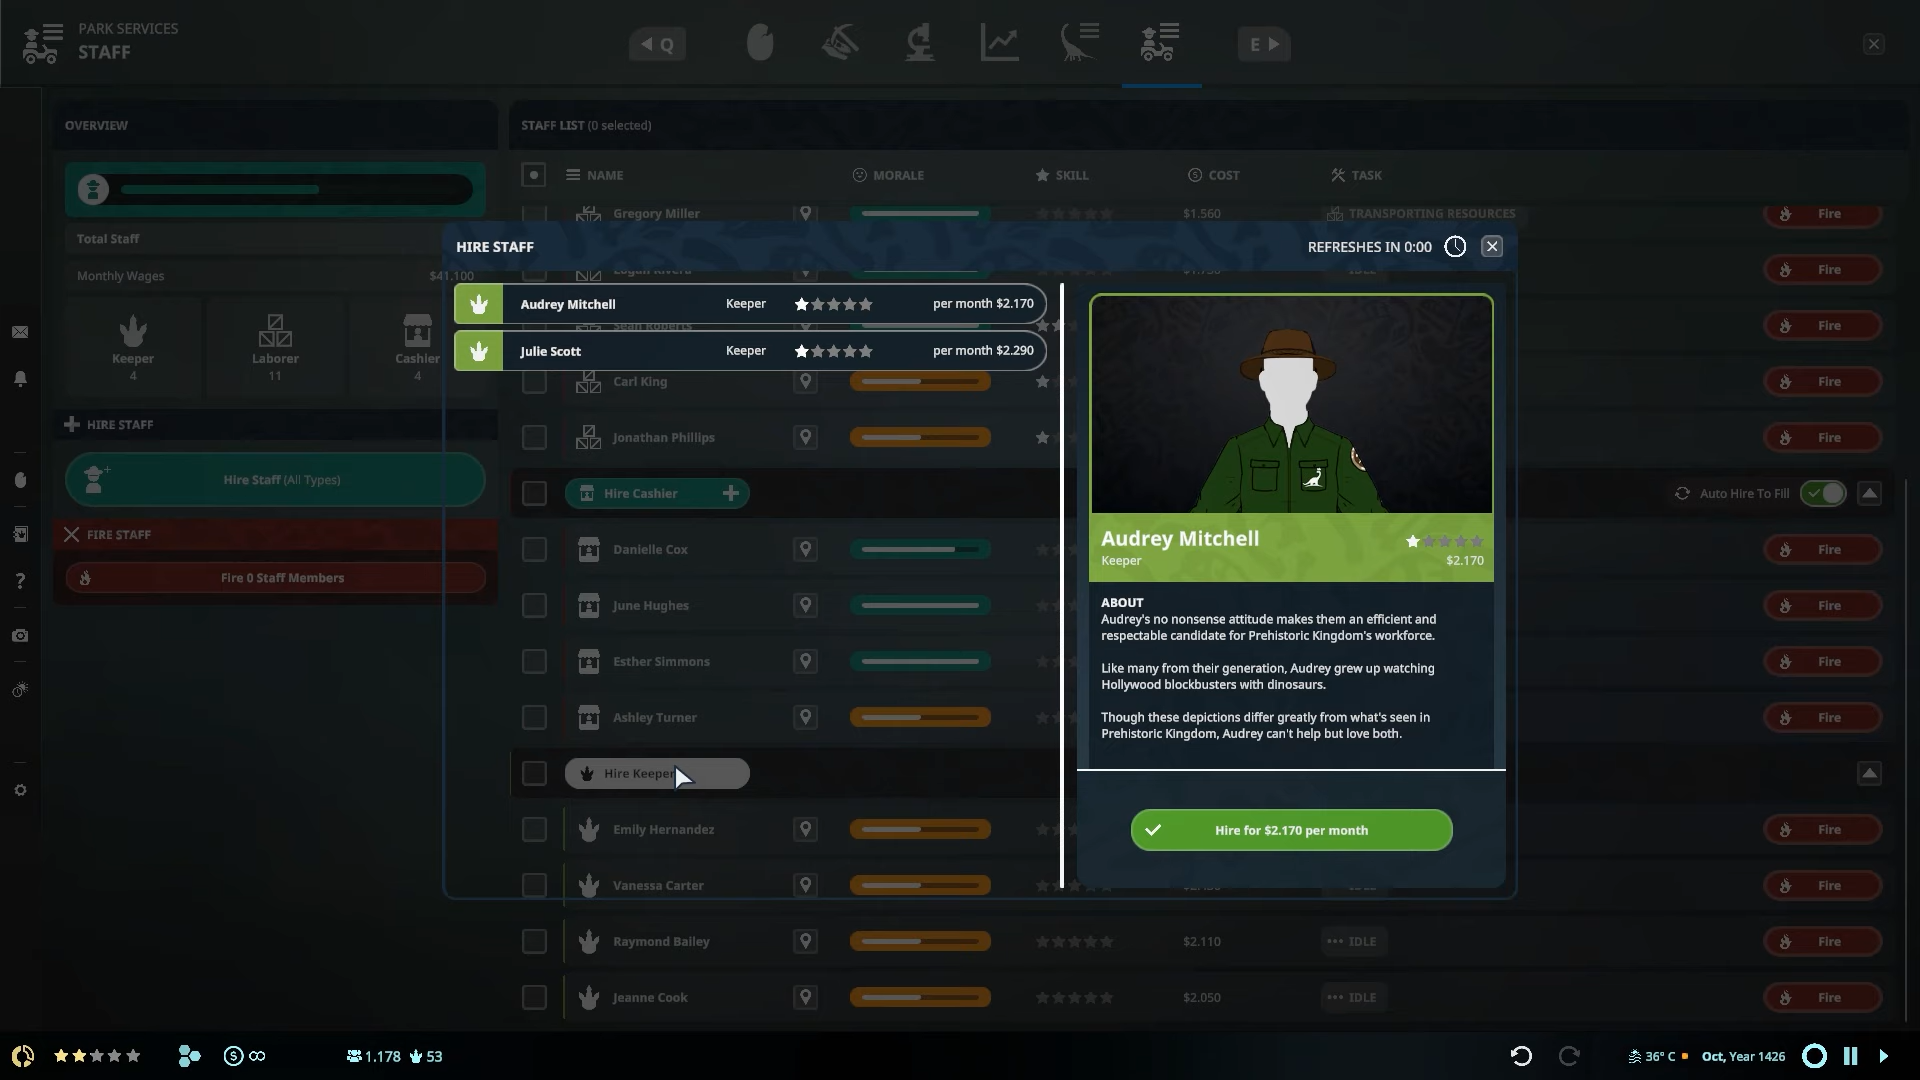 PARK SERVICES
STAFF
Q
E
OVERVIEW
Total Staff
Monthly Wages $41.100
Keeper Laborer Cashier
4 11 4
HIRE STAFF
Hire Staff (All Types)
FIRE STAFF
Fire 0 Staff Members
STAFF LIST (0 selected)
NAME MORALE SKILL COST TASK
Gregory Miller $1.560 TRANSPORTING RESOURCES Fire
Fire
Sean Roberts Fire
Carl King Fire
Jonathan Phillips Fire
Hire Cashier Auto Hire To Fill
Danielle Cox Fire
June Hughes Fire
Esther Simmons Fire
Ashley Turner Fire
Hire Keeper
Emily Hernandez Fire
Vanessa Carter Fire
Raymond Bailey $2.110 IDLE Fire
Jeanne Cook $2.050 IDLE Fire
HIRE STAFF REFRESHES IN 0:00
Audrey Mitchell Keeper per month $2.170
Julie Scott Keeper per month $2.290
Audrey Mitchell
Keeper $2.170
ABOUT
Audrey's no nonsense attitude makes them an efficient and
respectable candidate for Prehistoric Kingdom's workforce.
Like many from their generation, Audrey grew up watching
Hollywood blockbusters with dinosaurs.
Though these depictions differ greatly from what's seen in
Prehistoric Kingdom, Audrey can't help but love both.
Hire for $2.170 per month
1.178 53
36° C Oct, Year 1426